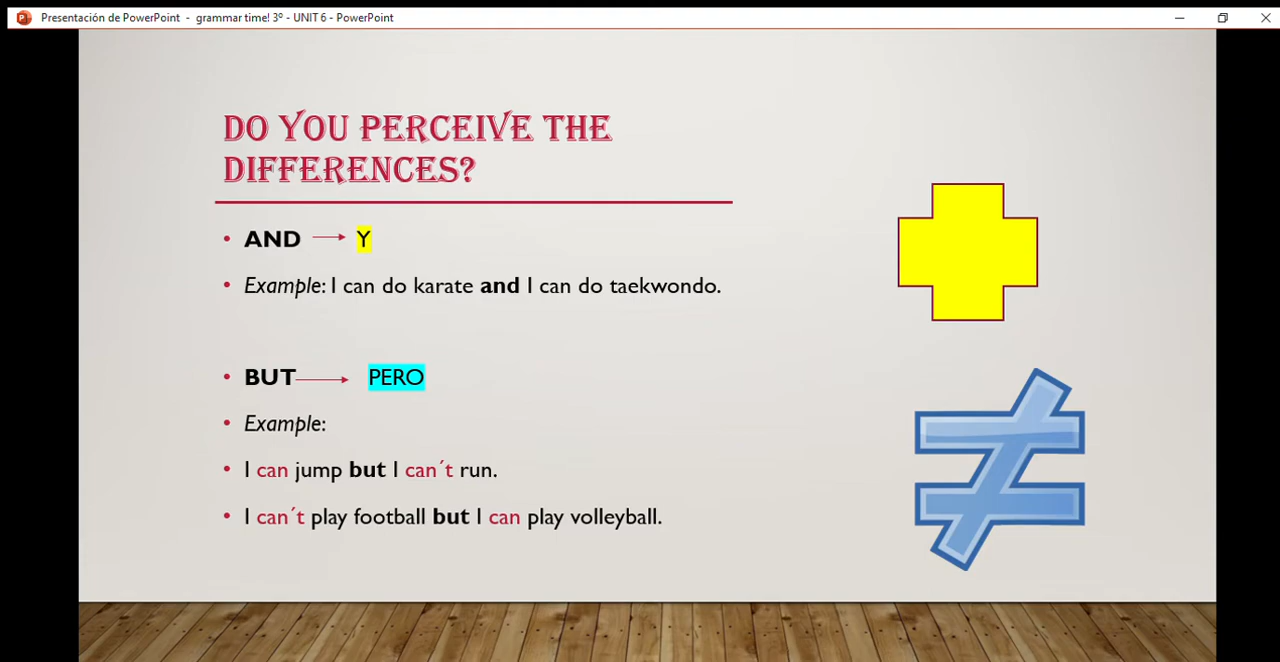 Presentación de PowerPoint - grammar time! 3º - UNIT 6 - PowerPoint
DO YOU PERCEIVE THE
DIFFERENCES?
• AND Y
• Example: I can do karate and I can do taekwondo.
• BUT PERO
• Example:
• I can jump but I can´t run.
• I can´t play football but I can play volleyball.